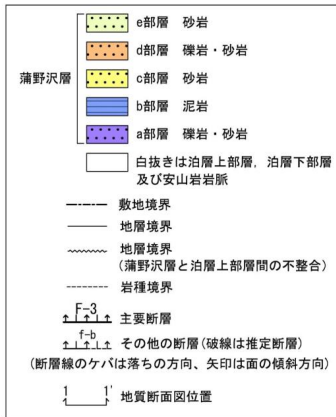 e部層 砂岩
d部層 礫岩・砂岩
蒲野沢層
c部層 砂岩
b部層 泥岩
a部層 礫岩・砂岩
白抜きは泊層上部層，泊層下部層
及び安山岩岩脈
敷地境界
地層境界
地層境界
(蒲野沢層と泊層上部層間の不整合)
岩種境界
F-3
主要断層
f-b
その他の断層(破線は推定断層)
(断層線のケバは落ちの方向、矢印は面の傾斜方向)
1 1'
地質断面図位置